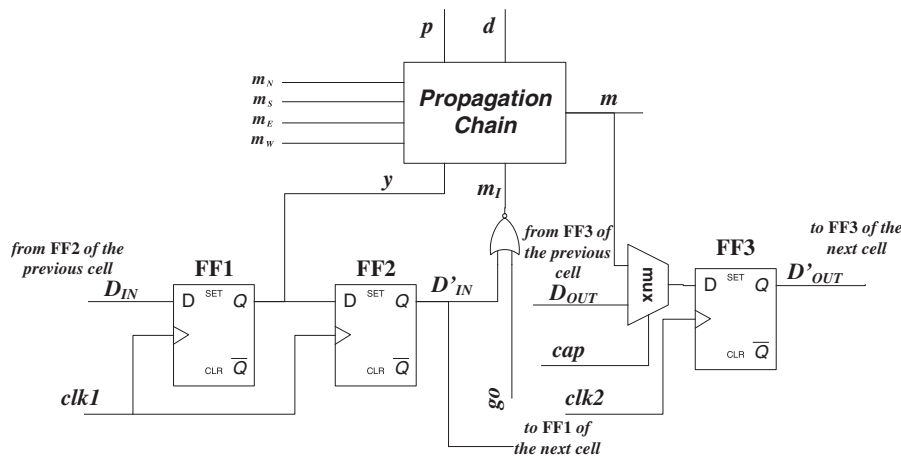 p
d
m_N
m_S
m_E
m_W
Propagation
Chain
m
y
m_I
from FF2 of the
previous cell
D_IN
FF1
D
SET
Q
CLR
Q̅
FF2
D
SET
Q
CLR
Q̅
D'_IN
from FF3 of
the previous
cell
D_OUT
mux
FF3
D
SET
Q
CLR
Q̅
to FF3 of the
next cell
D'_OUT
cap
clk1
go
clk2
to FF1 of
the next cell